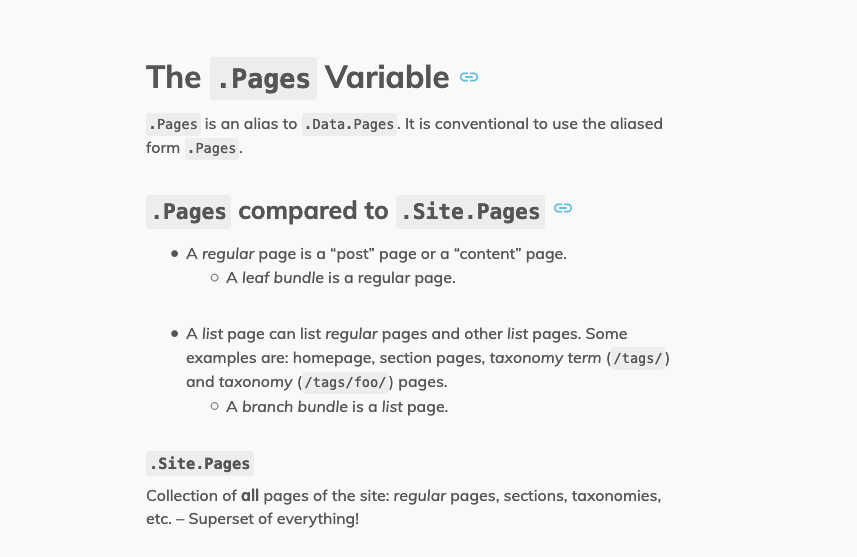 The .Pages Variable
.Pages is an alias to .Data.Pages. It is conventional to use the aliased
form .Pages.
.Pages compared to .Site.Pages
• A regular page is a “post” page or a “content” page.
○ A leaf bundle is a regular page.
• A list page can list regular pages and other list pages. Some
examples are: homepage, section pages, taxonomy term (/tags/)
and taxonomy (/tags/foo/) pages.
○ A branch bundle is a list page.
.Site.Pages
Collection of all pages of the site: regular pages, sections, taxonomies,
etc. – Superset of everything!